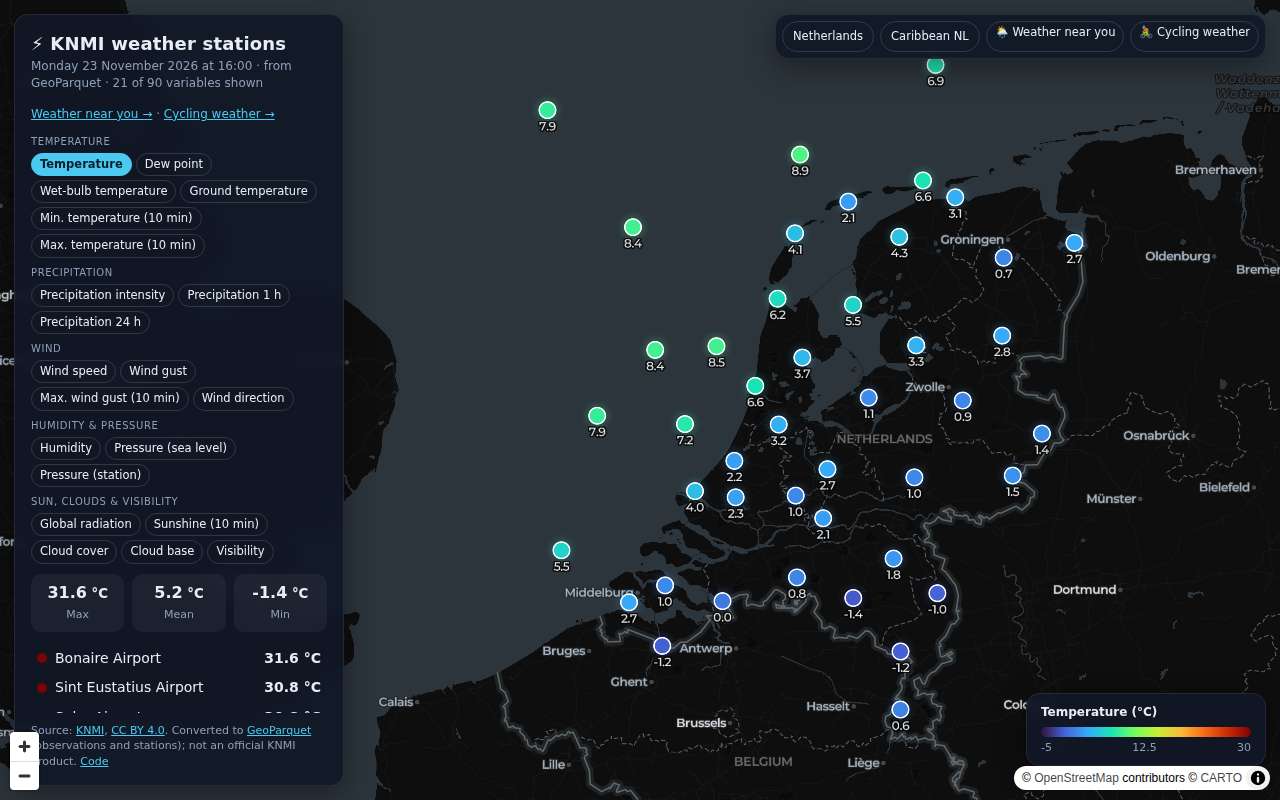 ⚡ KNMI weather stations
Monday 23 November 2026 at 16:00 · from
GeoParquet · 21 of 90 variables shown
Weather near you → · Cycling weather →
TEMPERATURE
Temperature
Dew point
Wet-bulb temperature
Ground temperature
Min. temperature (10 min)
Max. temperature (10 min)
PRECIPITATION
Precipitation intensity
Precipitation 1 h
Precipitation 24 h
WIND
Wind speed
Wind gust
Max. wind gust (10 min)
Wind direction
HUMIDITY & PRESSURE
Humidity
Pressure (sea level)
Pressure (station)
SUN, CLOUDS & VISIBILITY
Global radiation
Sunshine (10 min)
Cloud cover
Cloud base
Visibility
31.6 °C
Max
5.2 °C
Mean
-1.4 °C
Min
Bonaire Airport 31.6 °C
Sint Eustatius Airport 30.8 °C
Source: KNMI, CC BY 4.0. Converted to GeoParquet
observations and stations); not an official KNMI
product. Code
+
−
Netherlands
Caribbean NL
🌦️ Weather near you
🚴 Cycling weather
6.9
7.9
8.9
Bremerhaven
6.6
2.1
3.1
8.4
4.1
4.3
Groningen
2.7
0.7
Oldenburg
6.2
5.5
8.4
8.5
3.7
3.3
2.8
6.6
Zwolle
1.1
0.9
7.9
7.2
3.2
NETHERLANDS
1.4
Osnabrück
2.2
2.7
1.0
1.5
4.0
2.3
1.0
Münster
Bielefeld
2.1
5.5
1.8
Middelburg
1.0
2.7
0.0
0.8
-1.4
-1.0
Dortmund
-1.2
Antwerp
Bruges
-1.2
Ghent
Calais
Hasselt
0.6
Brussels
BELGIUM
Liège
Lille
Temperature (°C)
-5
12.5
30
© OpenStreetMap contributors © CARTO